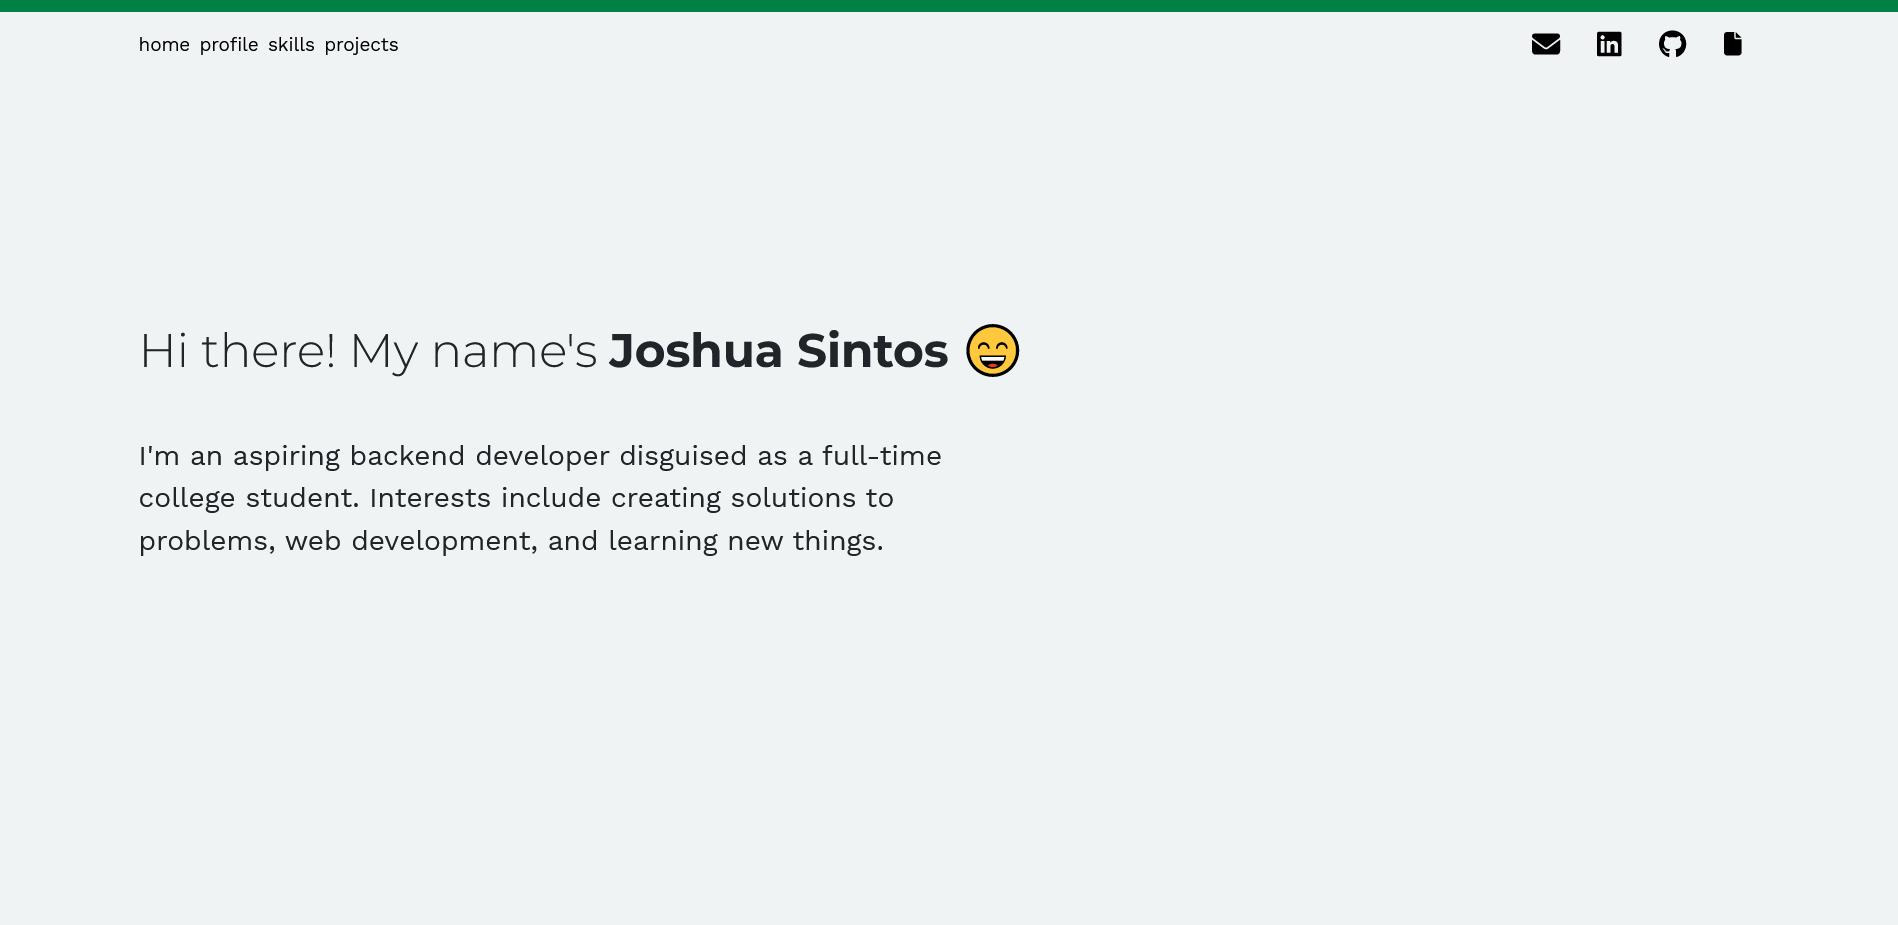 home profile skills projects
Hi there! My name's Joshua Sintos 😄
I'm an aspiring backend developer disguised as a full-time
college student. Interests include creating solutions to
problems, web development, and learning new things.